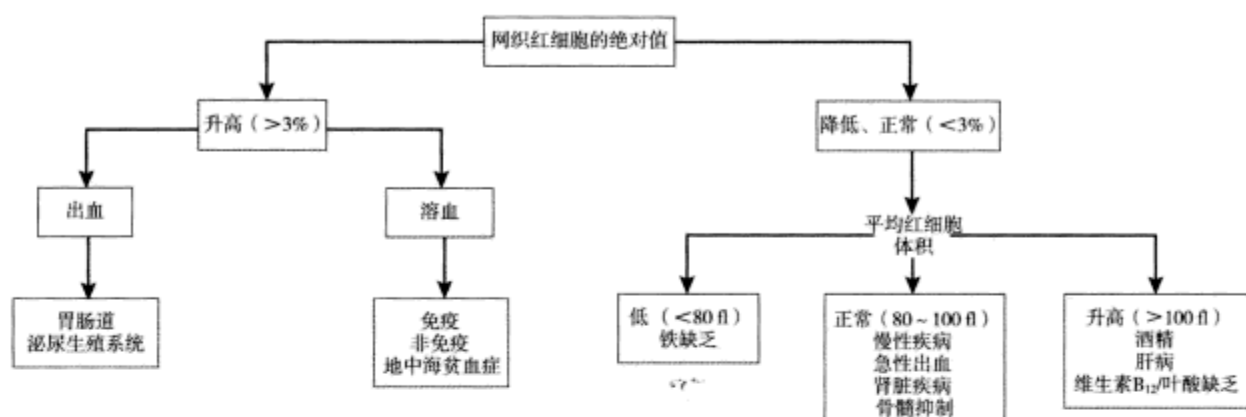 网织红细胞的绝对值
升高（>3%）
降低、正常（<3%）
出血
溶血
平均红细胞
体积
胃肠道
泌尿生殖系统
免疫
非免疫
地中海贫血症
低（<80 fl）
铁缺乏
正常（80~100 fl）
慢性疾病
急性出血
肾脏疾病
骨髓抑制
升高（>100 fl）
酒精
肝病
维生素B₁₂/叶酸缺乏